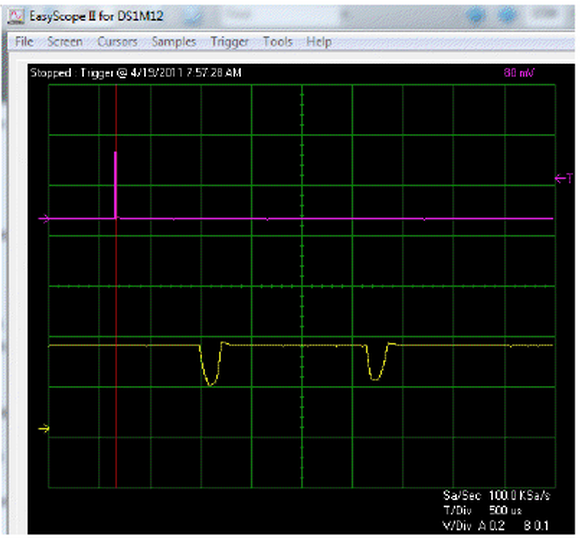 EasyScope II for DS1M12
File Screen Cursors Samples Trigger Tools Help
Stopped : Trigger @ 4/19/2011 7:57:28 AM 88 mV
T
Sa/Sec 100.0 KSa/s
T/Div 500 us
V/Div A 0.2 B 0.1